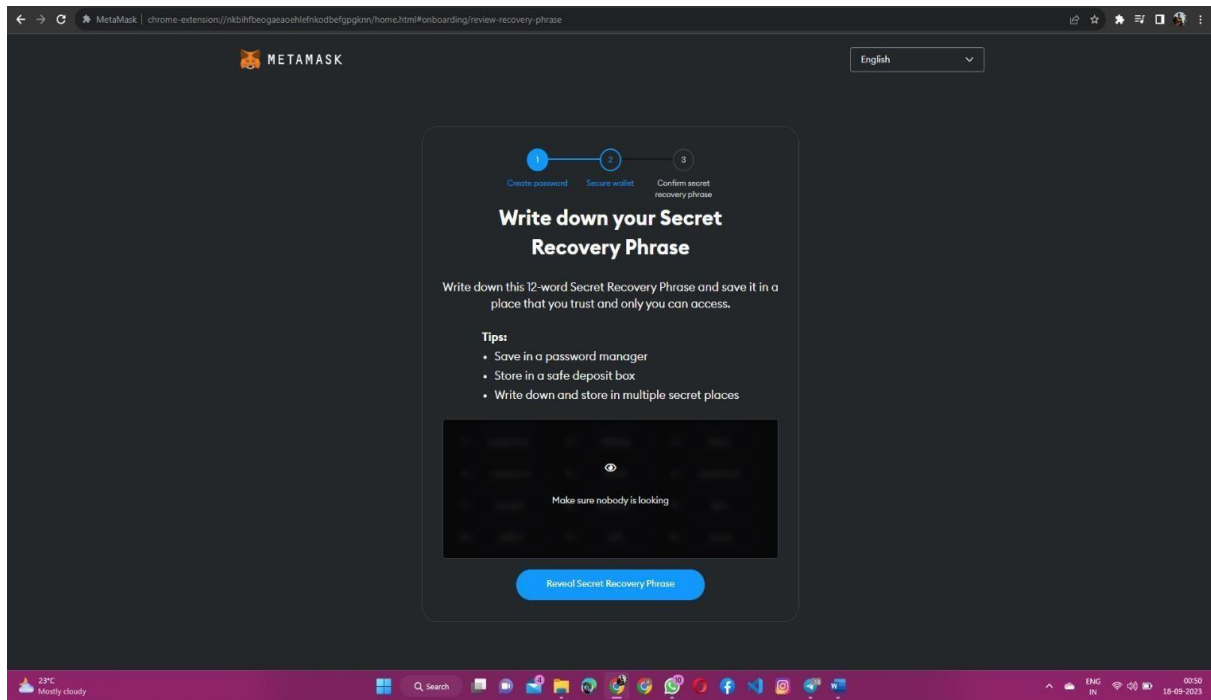 MetaMask | chrome-extension://nkbihfbeogaeaoehlefnkodbefgpgknn/home.html#onboarding/review-recovery-phrase
METAMASK
English
1
2
3
Create password
Secure wallet
Confirm secret
recovery phrase
Write down your Secret
Recovery Phrase
Write down this 12-word Secret Recovery Phrase and save it in a
place that you trust and only you can access.
Tips:
• Save in a password manager
• Store in a safe deposit box
• Write down and store in multiple secret places
Make sure nobody is looking
Reveal Secret Recovery Phrase
23°C
Mostly cloudy
Search
ENG
IN
00:50
18-09-2023